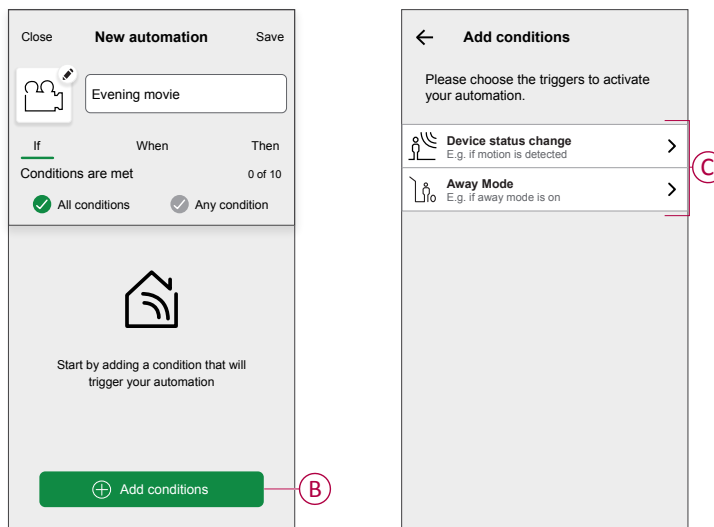 Close New automation Save
Evening movie
If When Then
Conditions are met 0 of 10
All conditions Any condition
Start by adding a condition that will
trigger your automation
Add conditions
B
Add conditions
Please choose the triggers to activate
your automation.
Device status change
E.g. if motion is detected
Away Mode
E.g. if away mode is on
C